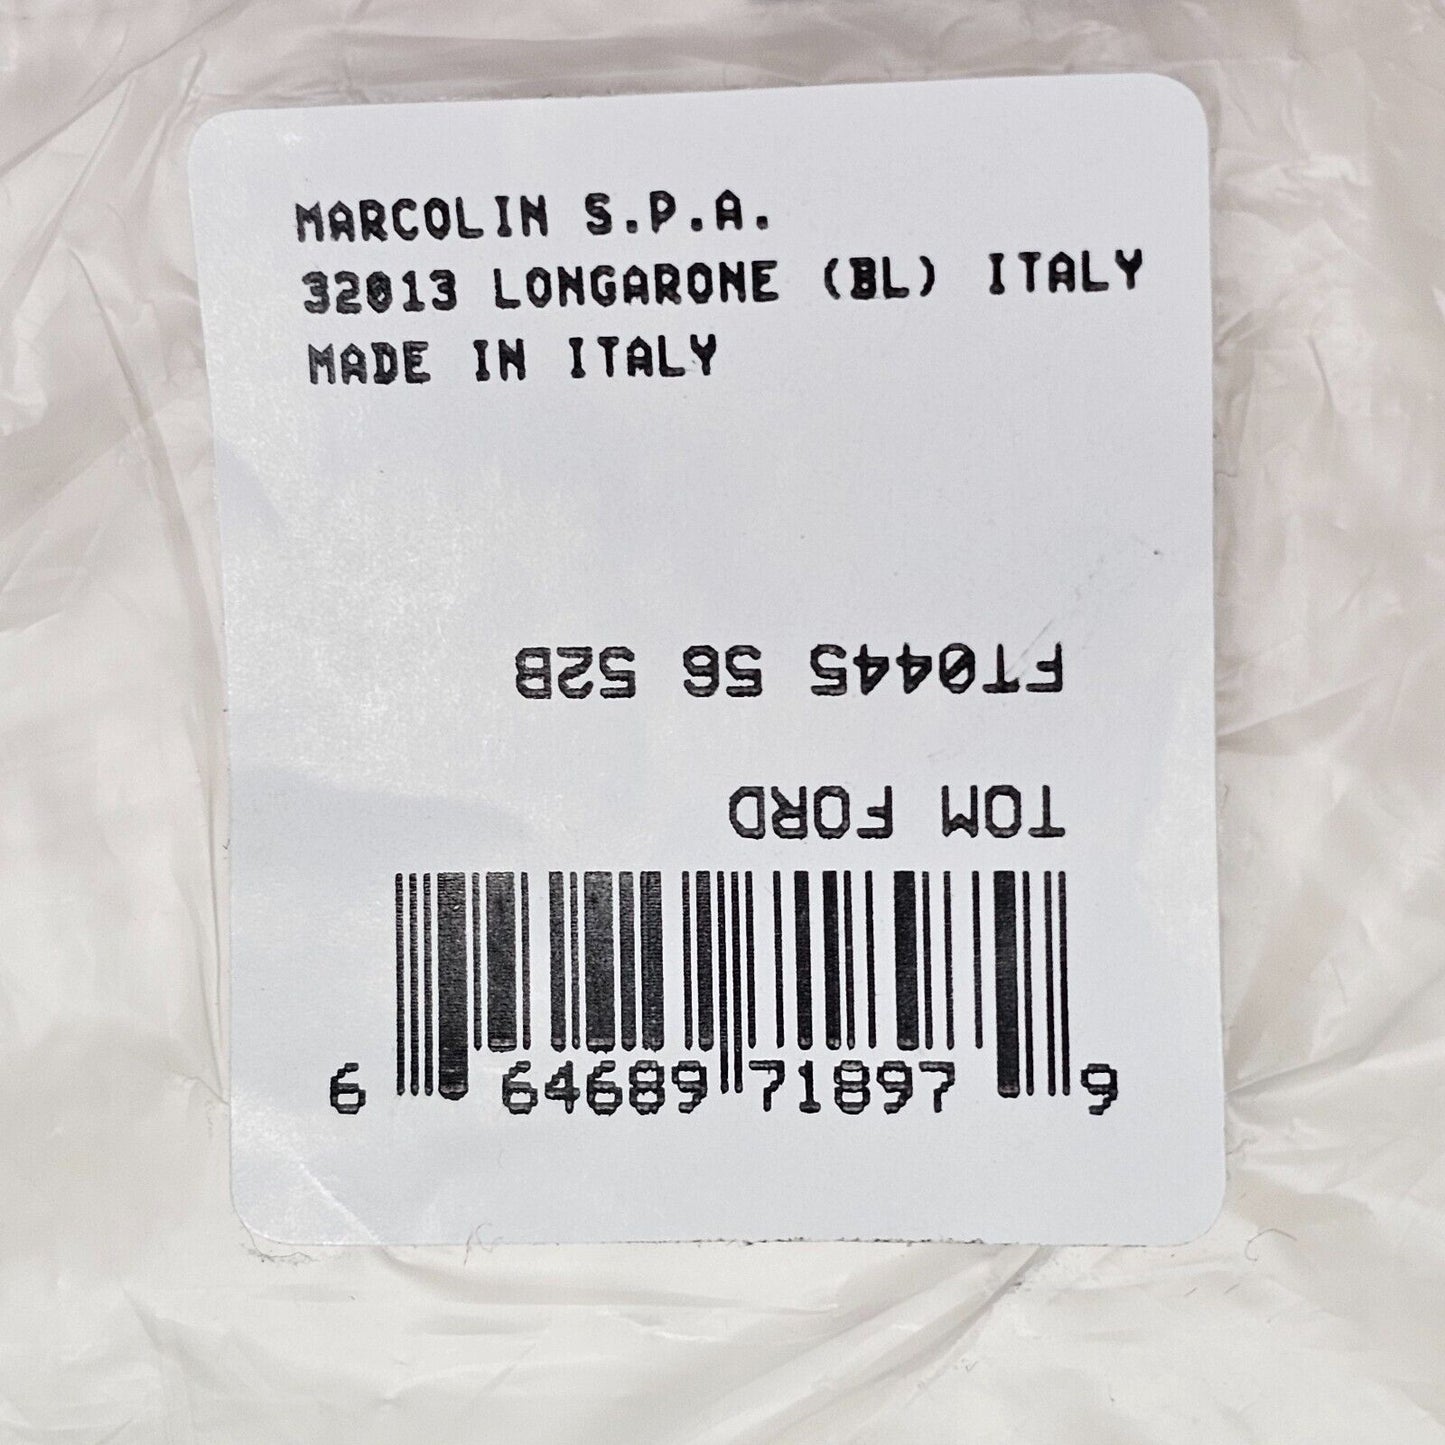 MARCOLIN S.P.A.
32013 LONGARONE (BL) ITALY
MADE IN ITALY
FT0445 56 52B
TOM FORD
6 64689 71897 9